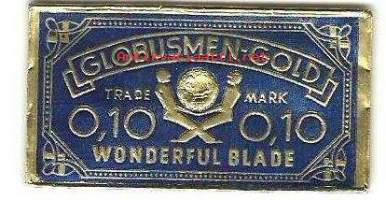 GLOBUSMEN-GOLD
TRADE MARK
0,10 0,10
WONDERFUL BLADE